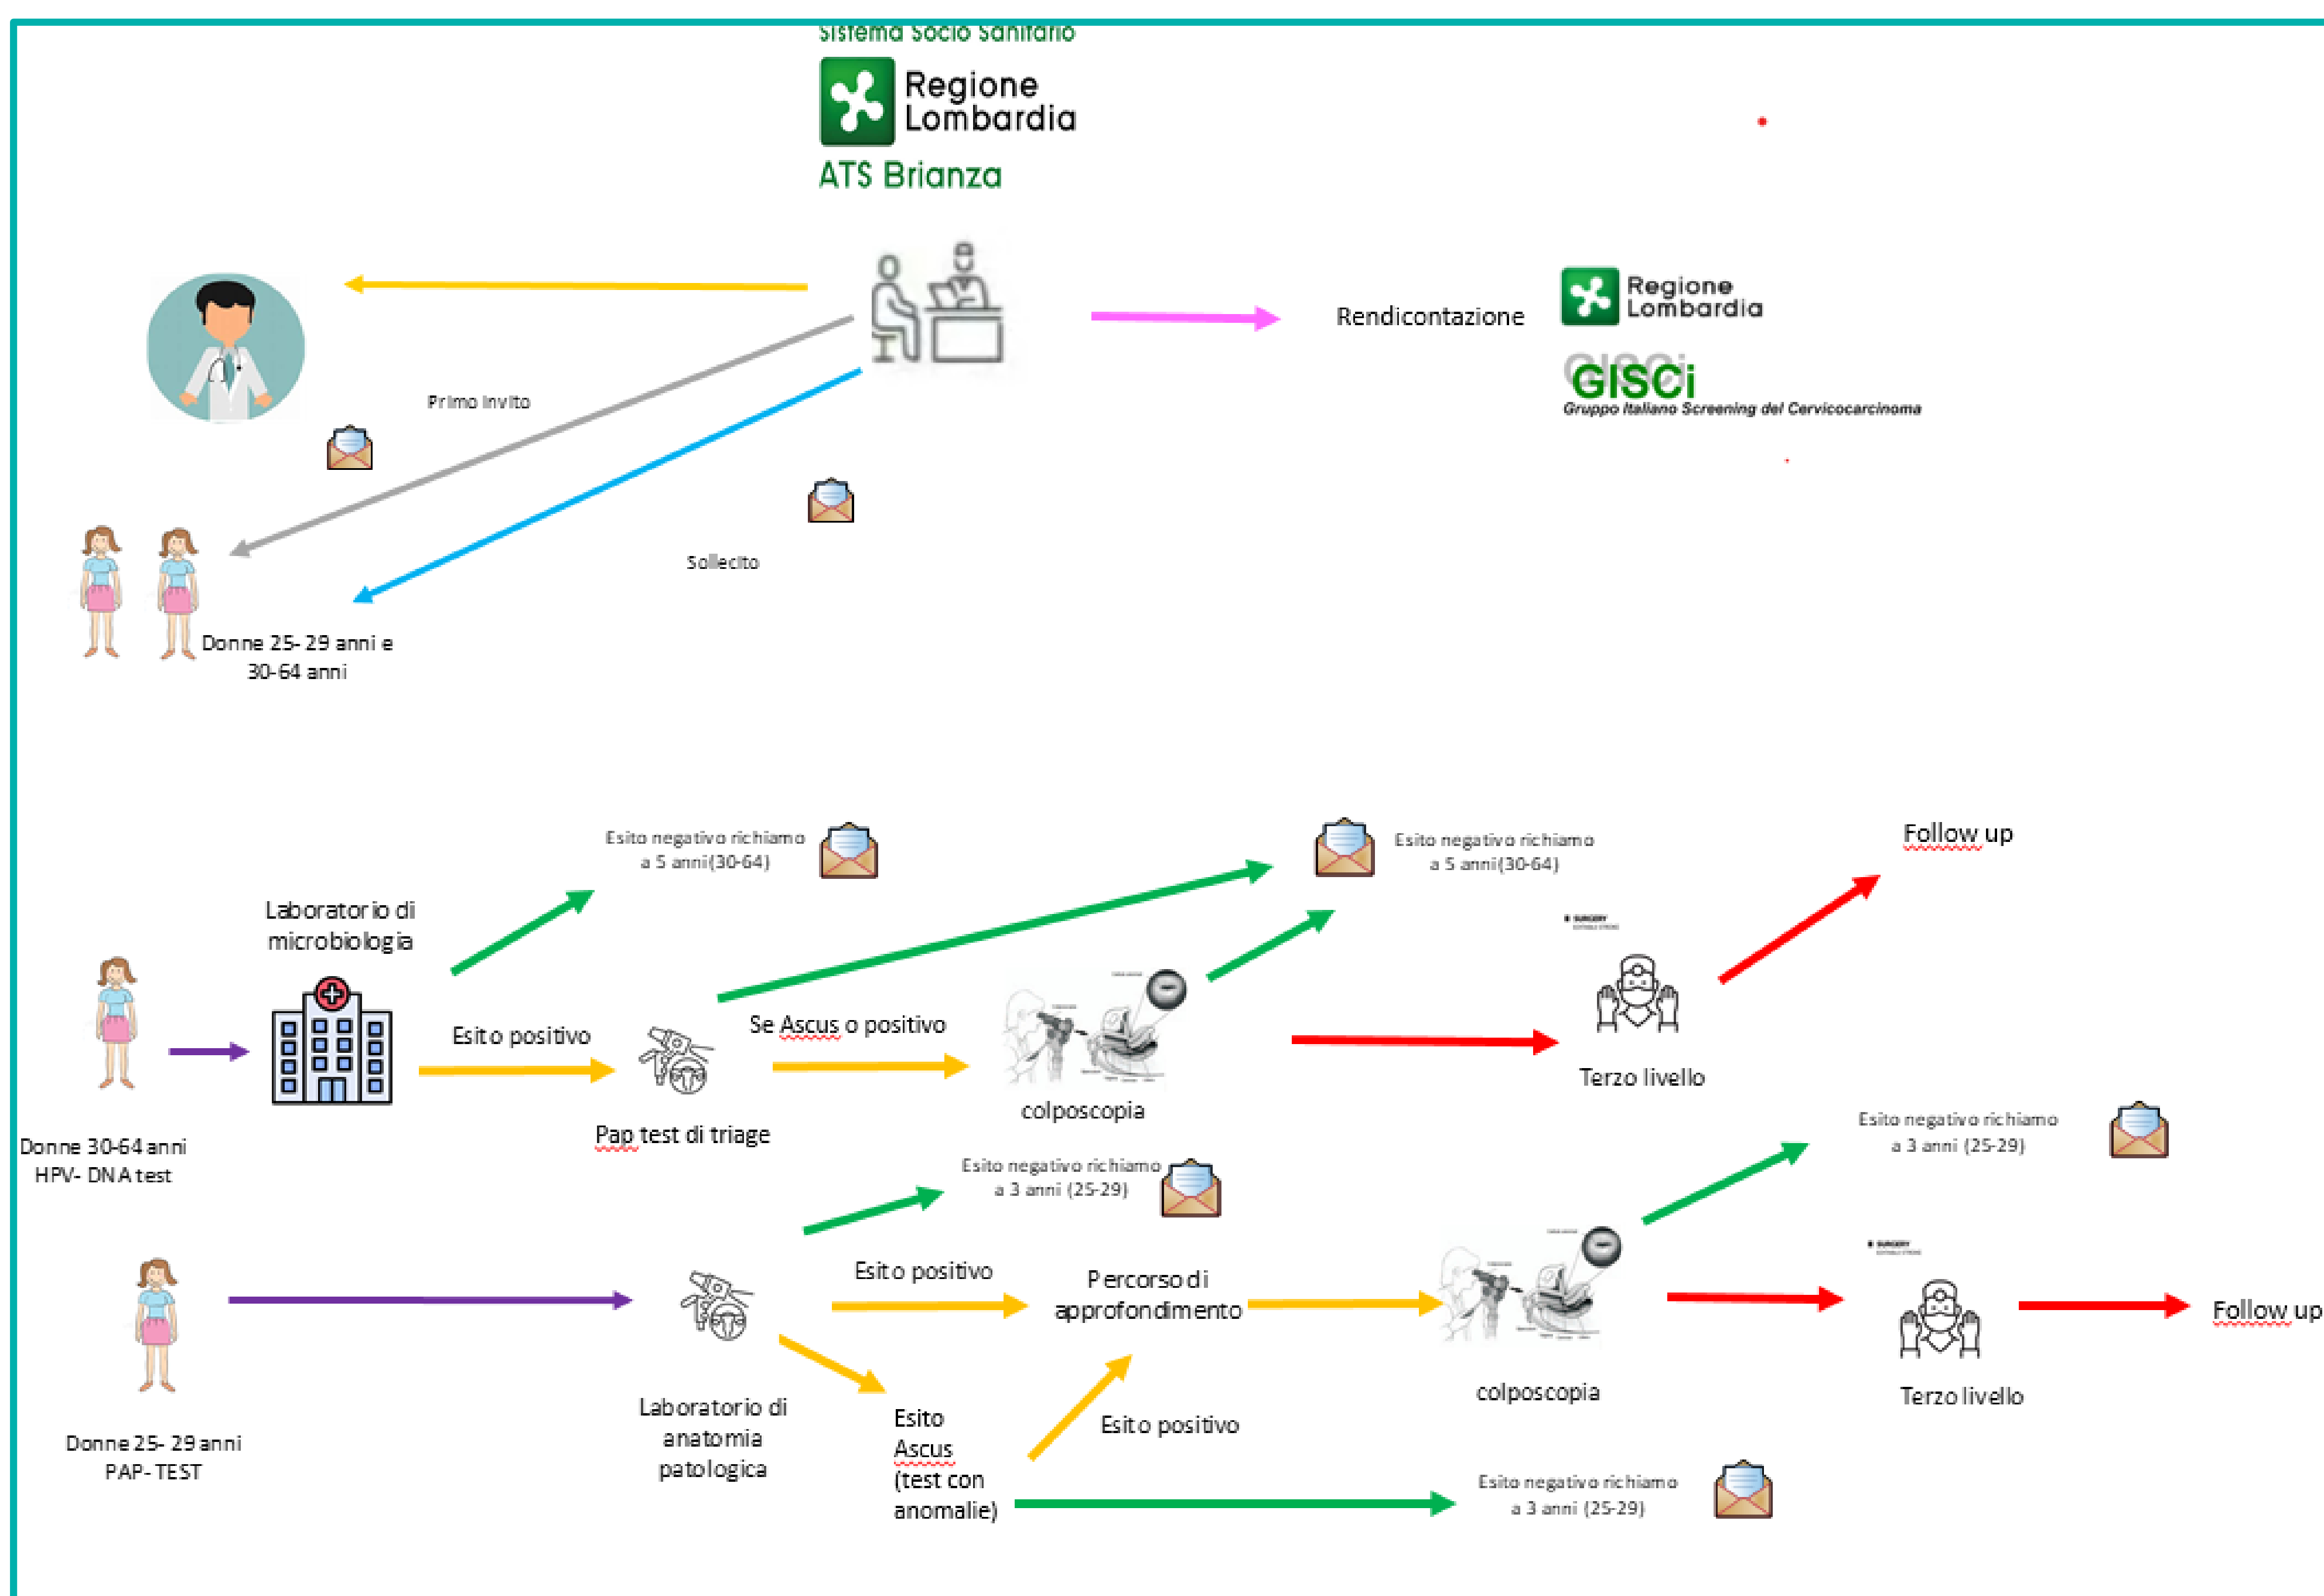 Sistema Socio Sanitario
Regione
Lombardia
ATS Brianza
Rendicontazione
Regione
Lombardia
GISCi
Gruppo Italiano Screening del Cervicocarcinoma
Primo invito
Sollecito
Donne 25- 29 anni e
30-64 anni
Esito negativo richiamo
a 5 anni(30-64)
Esito negativo richiamo
a 5 anni(30-64)
Follow up
Laboratorio di
microbiologia
SURGERY
Esito positivo
Se Ascus o positivo
Terzo livello
colposcopia
Pap test di triage
Donne 30-64 anni
HPV- DNA test
Esito negativo richiamo
a 3 anni (25-29)
Esito negativo richiamo
a 3 anni (25-29)
SURGERY
Esito positivo
Percorso di
approfondimento
Follow up
colposcopia
Terzo livello
Laboratorio di
anatomia
patologica
Esito
Ascus
(test con
anomalie)
Esito positivo
Donne 25- 29 anni
PAP- TEST
Esito negativo richiamo
a 3 anni (25-29)